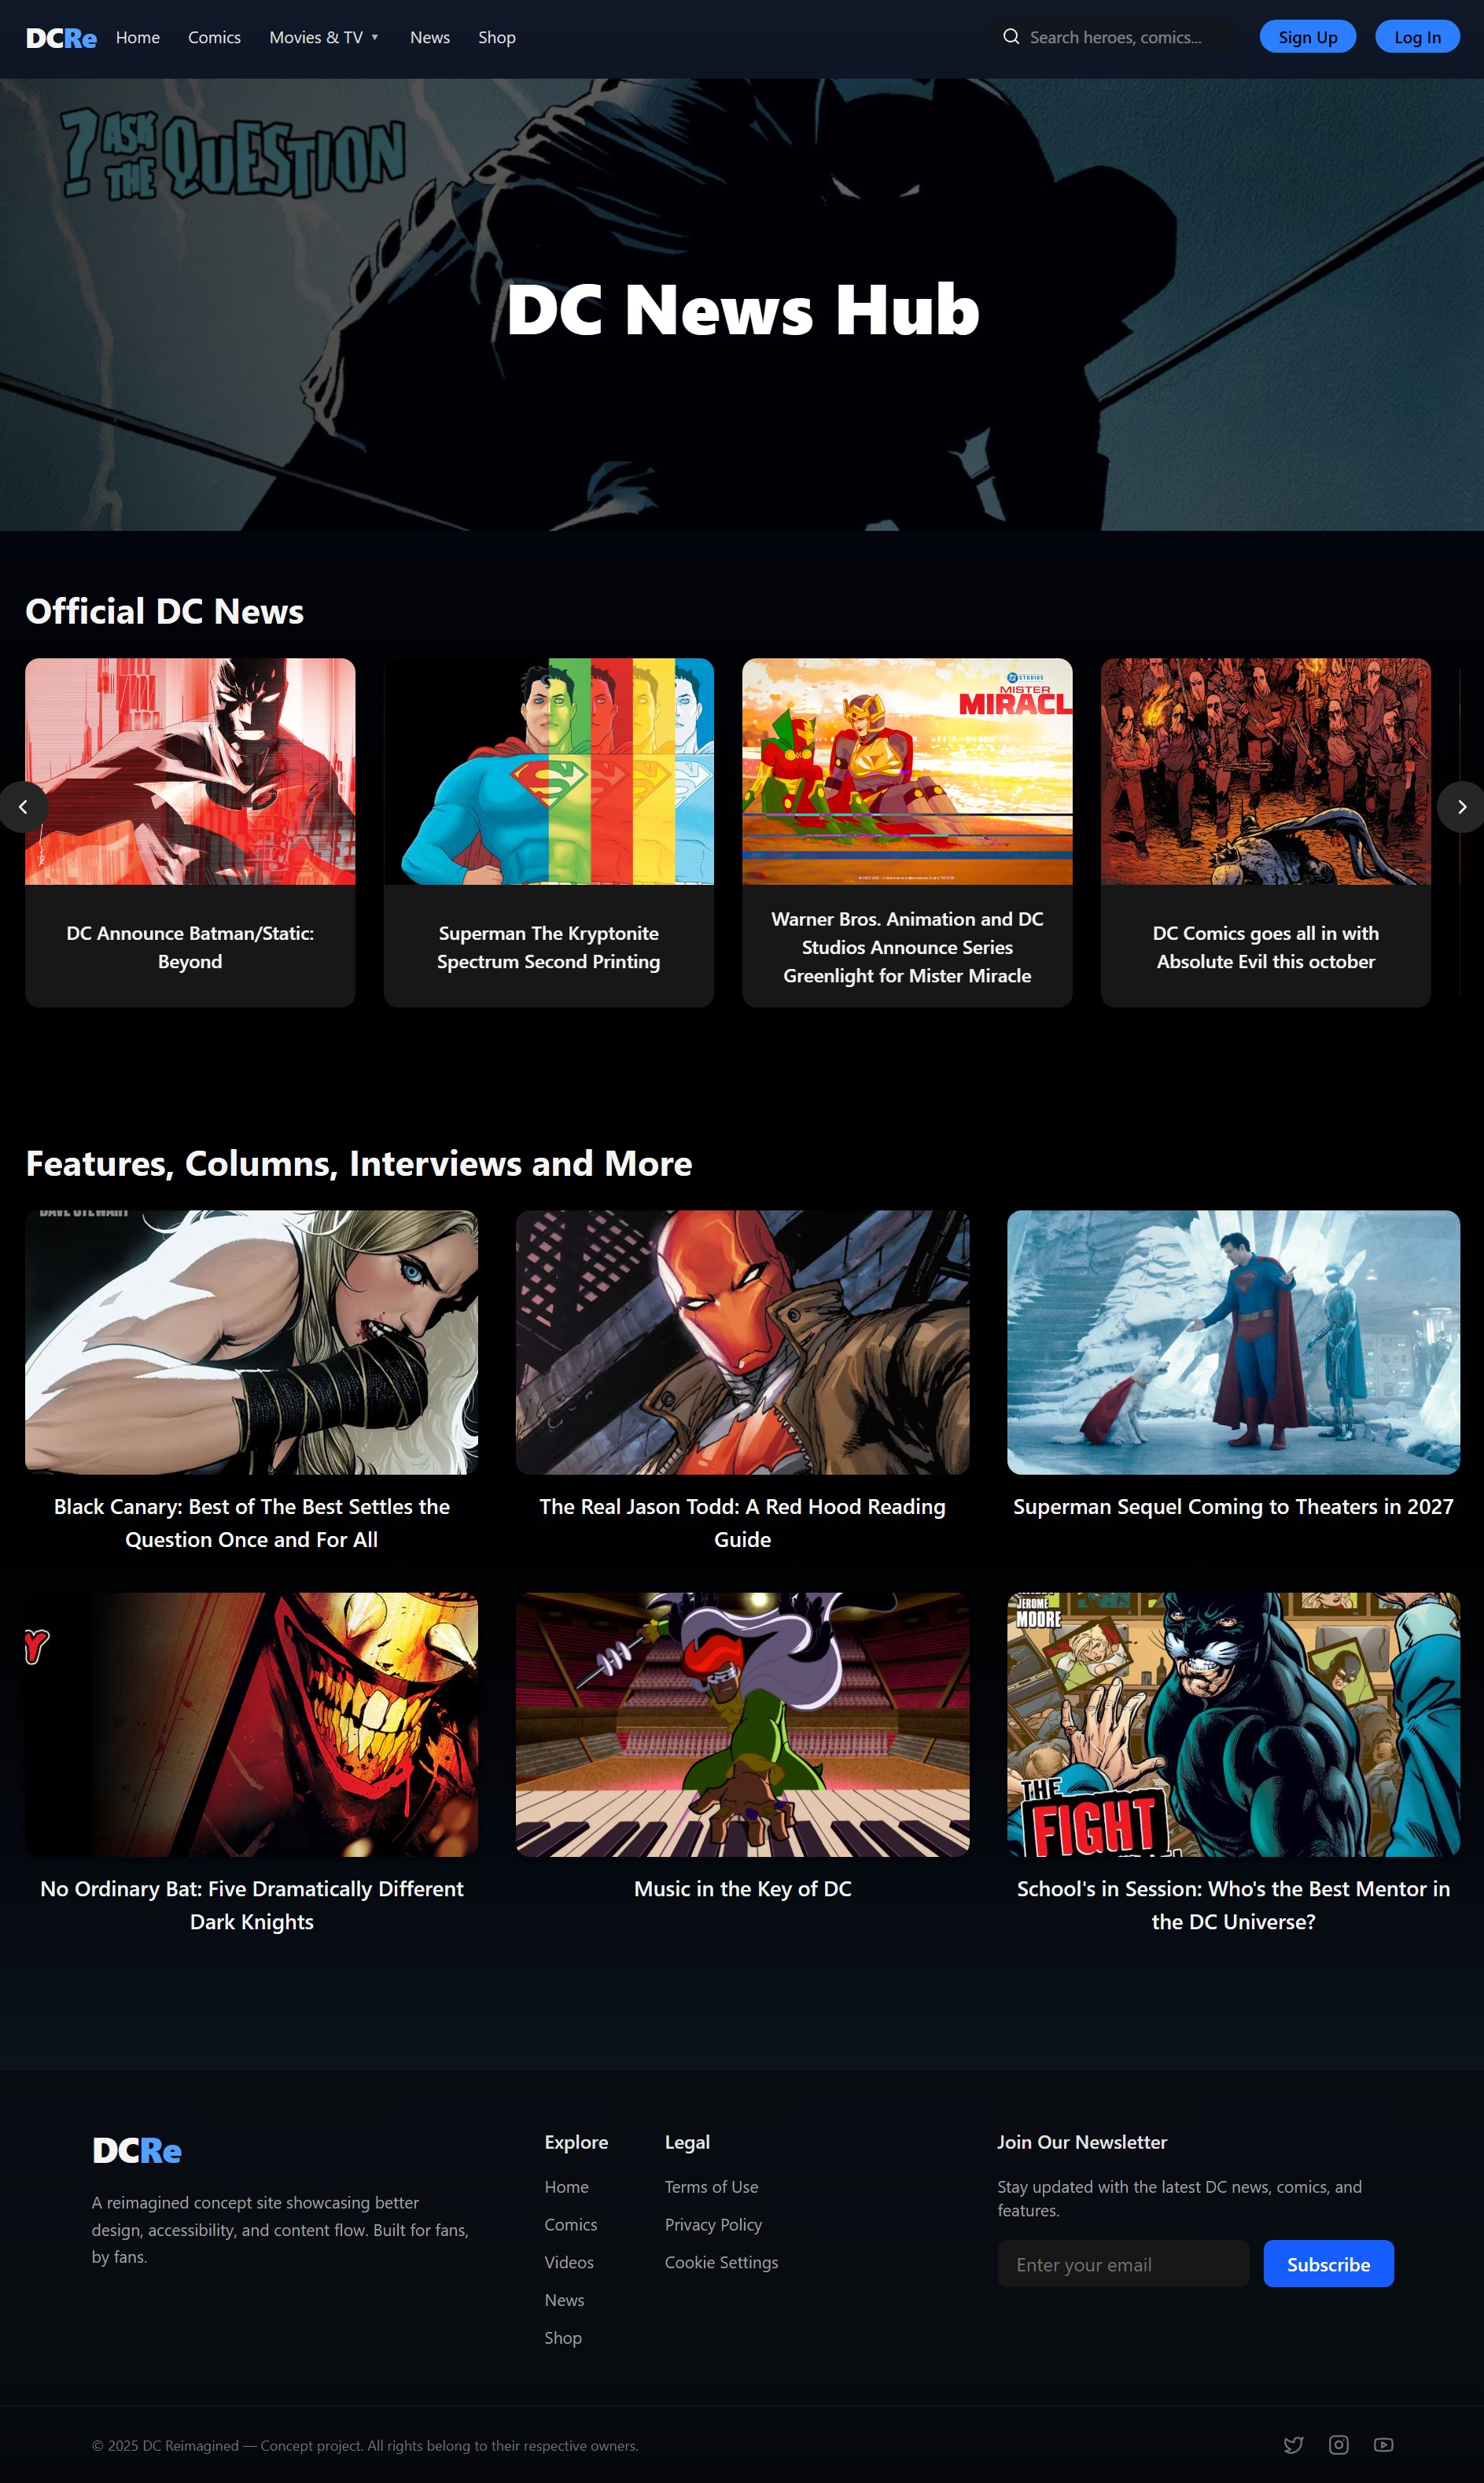 DCRe Home Comics Movies & TV ▼ News Shop Search heroes, comics... Sign Up Log In
? ASK THE QUESTION
DC News Hub
Official DC News
DC STUDIOS
MISTER
MIRACL
DC Announce Batman/Static:
Beyond
Superman The Kryptonite
Spectrum Second Printing
Warner Bros. Animation and DC
Studios Announce Series
Greenlight for Mister Miracle
DC Comics goes all in with
Absolute Evil this october
Features, Columns, Interviews and More
DAVE STEWART
Black Canary: Best of The Best Settles the
Question Once and For All
The Real Jason Todd: A Red Hood Reading
Guide
Superman Sequel Coming to Theaters in 2027
Y
JEROME
MOORE
THE
FIGHT
No Ordinary Bat: Five Dramatically Different
Dark Knights
Music in the Key of DC
School's in Session: Who's the Best Mentor in
the DC Universe?
DCRe
A reimagined concept site showcasing better
design, accessibility, and content flow. Built for fans,
by fans.
Explore
Home
Comics
Videos
News
Shop
Legal
Terms of Use
Privacy Policy
Cookie Settings
Join Our Newsletter
Stay updated with the latest DC news, comics, and
features.
Enter your email Subscribe
© 2025 DC Reimagined — Concept project. All rights belong to their respective owners.